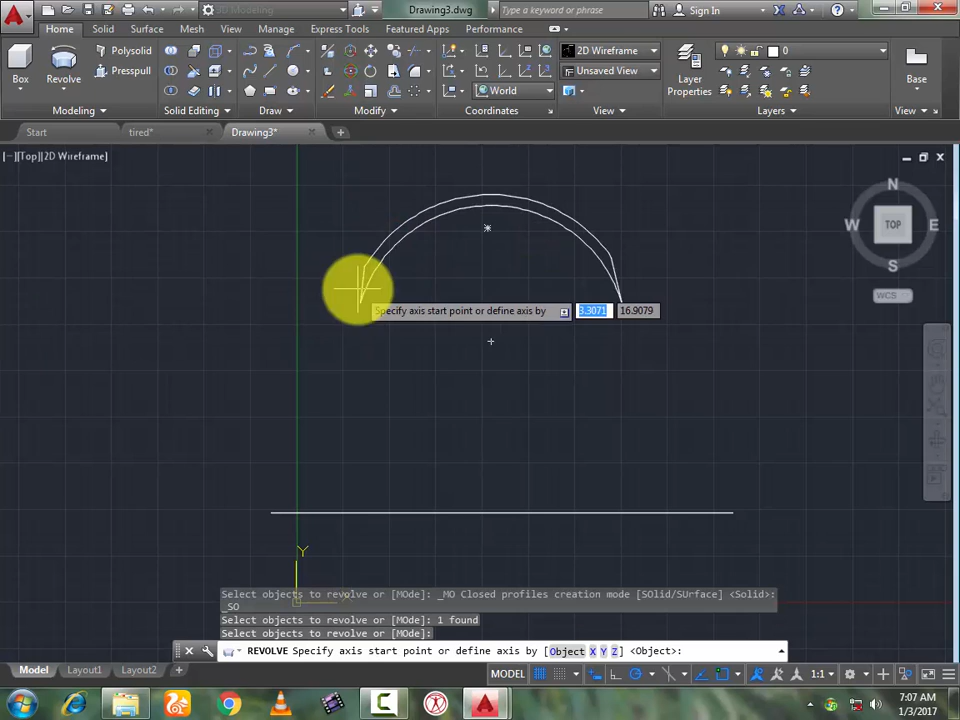 3D Modeling
Drawing3.dwg
Type a keyword or phrase
Sign In
Home Solid Surface Mesh View Manage Express Tools Featured Apps Performance
Box
Revolve
Polysolid
Presspull
2D Wireframe
Unsaved View
World
0
Layer
Properties
Base
Modeling
Solid Editing
Draw
Modify
Coordinates
View
Layers
Start
tired*
Drawing3*
[−][Top][2D Wireframe]
N
W TOP E
S
WCS
Specify axis start point or define axis by 3.3071 16.9079
Y
X
Select objects to revolve or [MOde]: _MO Closed profiles creation mode [SOlid/SUrface] <Solid>:
_SO
Select objects to revolve or [MOde]: 1 found
Select objects to revolve or [MOde]:
REVOLVE Specify axis start point or define axis by [Object X Y Z] <Object>:
Model Layout1 Layout2
MODEL
1:1
7:07 AM
1/3/2017